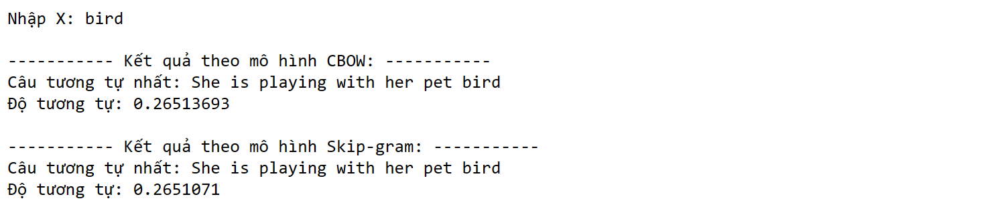 Nhập X: bird
----------- Kết quả theo mô hình CBOW: -----------
Câu tương tự nhất: She is playing with her pet bird
Độ tương tự: 0.26513693
----------- Kết quả theo mô hình Skip-gram: -----------
Câu tương tự nhất: She is playing with her pet bird
Độ tương tự: 0.2651071